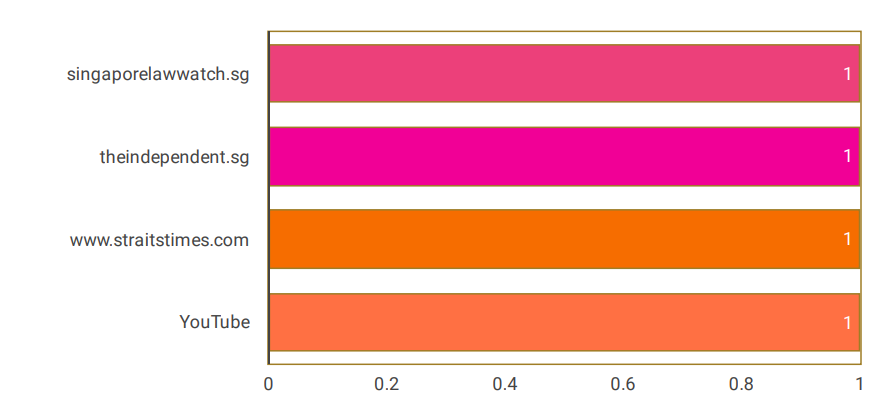 singaporelawwatch.sg 1
theindependent.sg 1
www.straitstimes.com 1
YouTube 1
0 0.2 0.4 0.6 0.8 1